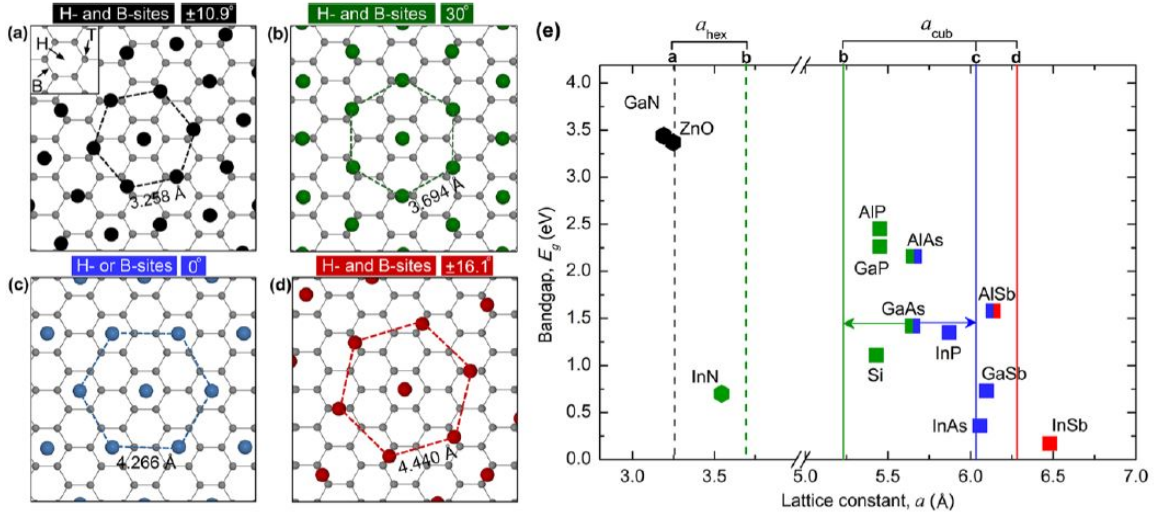 H- and B-sites ±10.9°
(a)
H
T
B
3.258 Å
H- and B-sites 30°
(b)
3.694 Å
H- or B-sites 0°
(c)
4.266 Å
H- and B-sites ±16.1°
(d)
4.440 Å
(e)
a_hex
a_cub
a b b c d
Bandgap, E_g (eV)
4.0
3.5
3.0
2.5
2.0
1.5
1.0
0.5
0.0
GaN
ZnO
InN
AlP
GaP
AlAs
GaAs
AlSb
InP
Si
GaSb
InAs
InSb
3.0 3.5 5.0 5.5 6.0 6.5 7.0
Lattice constant, a (Å)